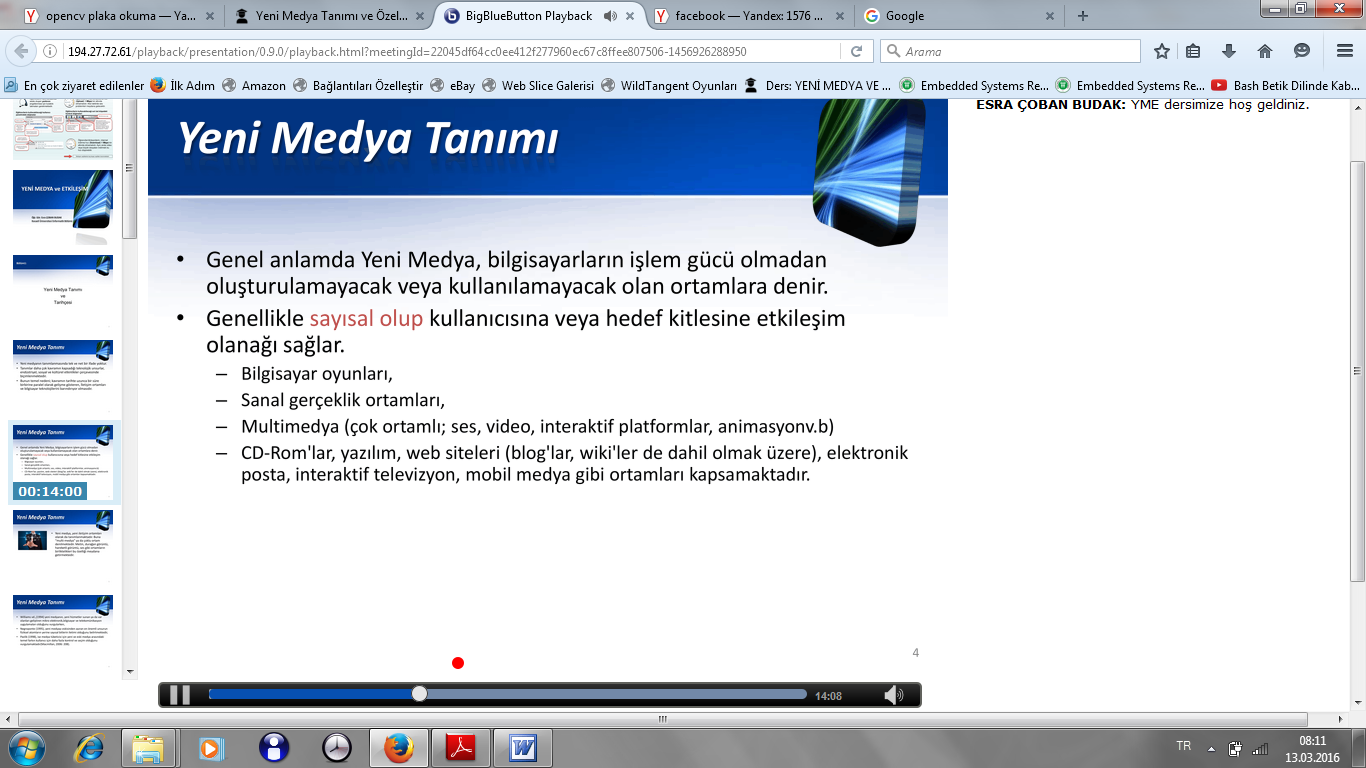 opencv plaka okuma — Ya...
Yeni Medya Tanımı ve Özel...
BigBlueButton Playback
facebook — Yandex: 1576 ...
Google
194.27.72.61/playback/presentation/0.9.0/playback.html?meetingId=22045df64cc0ee412f277960ec67c8ffee807506-1456926288950
Arama
En çok ziyaret edilenler
İlk Adım
Amazon
Bağlantıları Özelleştir
eBay
Web Slice Galerisi
WildTangent Oyunları
Ders: YENİ MEDYA VE ...
Embedded Systems Re...
Embedded Systems Re...
Bash Betik Dilinde Kab...
YENİ MEDYA ve ETKİLEŞİM
Yeni Medya Tanımı
ve
Tarihçesi
Yeni Medya Tanımı
00:14:00
Yeni Medya Tanımı
Yeni Medya Tanımı
Yeni Medya Tanımı
• Genel anlamda Yeni Medya, bilgisayarların işlem gücü olmadan
oluşturulamayacak veya kullanılamayacak olan ortamlara denir.
• Genellikle sayısal olup kullanıcısına veya hedef kitlesine etkileşim
olanağı sağlar.
– Bilgisayar oyunları,
– Sanal gerçeklik ortamları,
– Multimedya (çok ortamlı; ses, video, interaktif platformlar, animasyonv.b)
– CD-Rom'lar, yazılım, web siteleri (blog'lar, wiki'ler de dahil olmak üzere), elektronik
posta, interaktif televizyon, mobil medya gibi ortamları kapsamaktadır.
4
14:08
ESRA ÇOBAN BUDAK: YME dersimize hoş geldiniz.
TR
08:11
13.03.2016